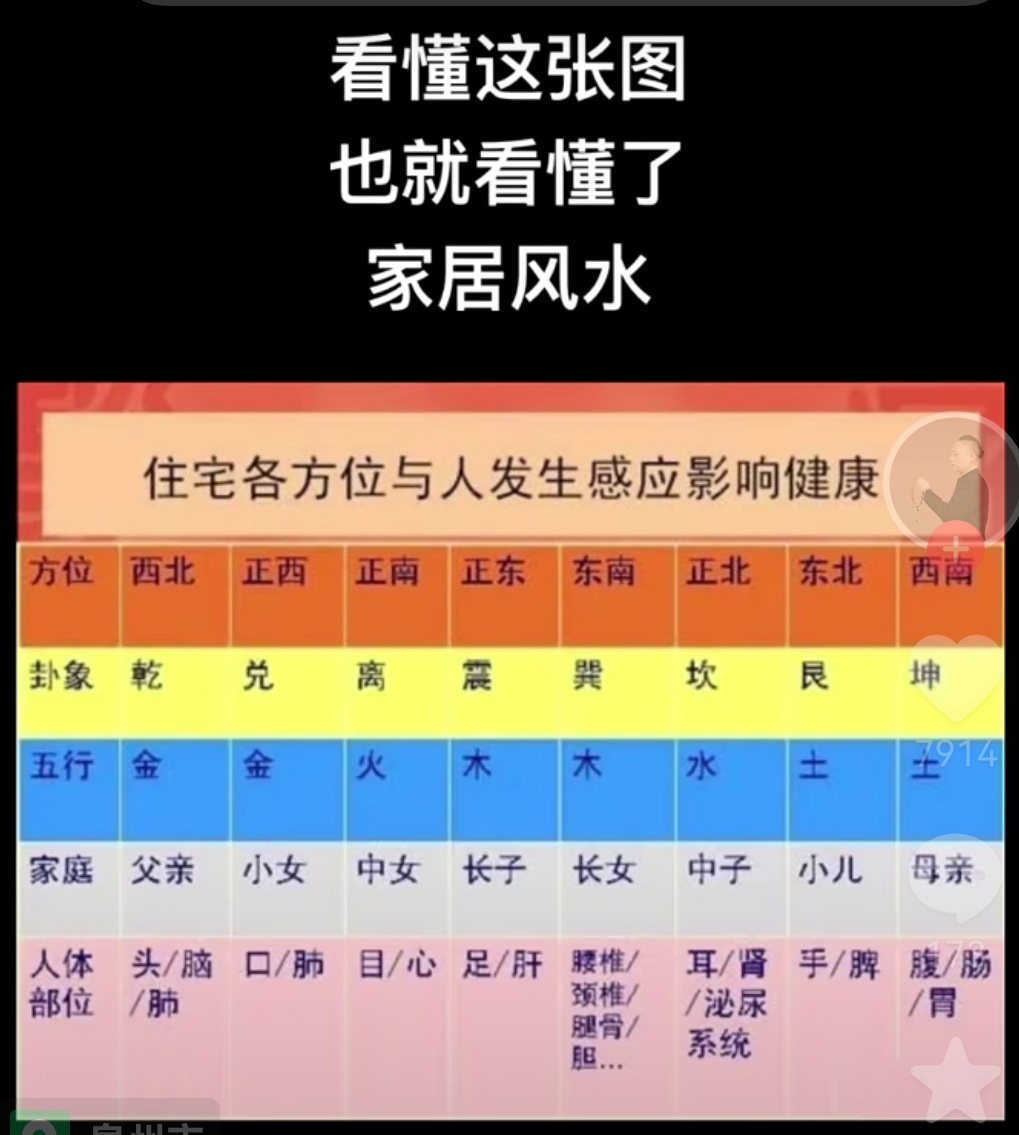 看懂这张图
也就看懂了
家居风水
住宅各方位与人发生感应影响健康
方位 西北 正西 正南 正东 东南 正北 东北 西南
卦象 乾 兑 离 震 巽 坎 艮 坤
五行 金 金 火 木 木 水 土 土
7914
家庭 父亲 小女 中女 长子 长女 中子 小儿 母亲
人体部位 头/脑/肺 口/肺 目/心 足/肝 腰椎/颈椎/腿骨/胆... 耳/肾/泌尿系统 手/脾 腹/肠/胃